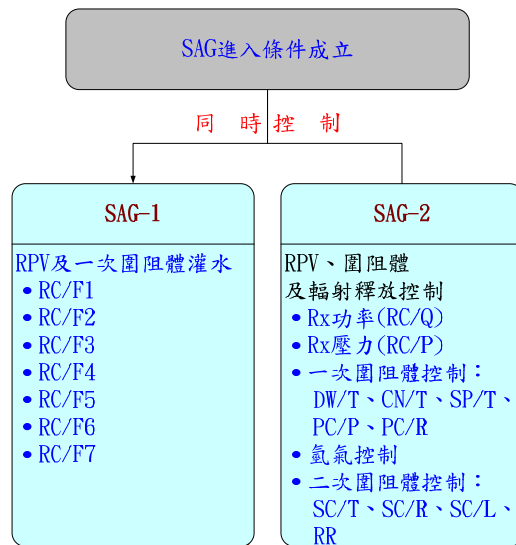 SAG進入條件成立
同 時控 制
SAG-1
RPV及一次圍阻體灌水
• RC/F1
• RC/F2
• RC/F3
• RC/F4
• RC/F5
• RC/F6
• RC/F7
SAG-2
RPV、圍阻體
及輻射釋放控制
• Rx功率(RC/Q)
• Rx壓力(RC/P)
• 一次圍阻體控制：
DW/T、CN/T、SP/T、
PC/P、PC/R
• 氫氣控制
• 二次圍阻體控制：
SC/T、SC/R、SC/L、
RR